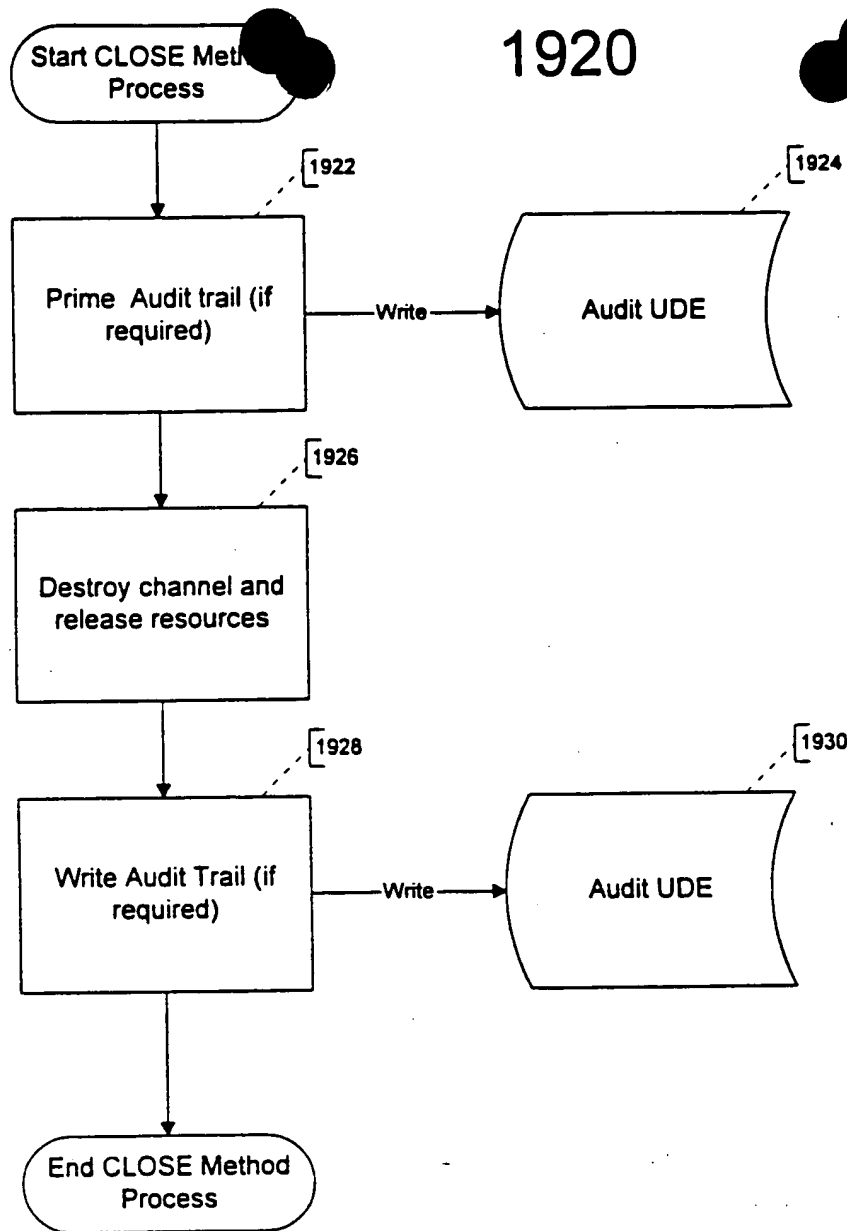 1920
Start CLOSE
Process
1922
1924
Prime Audit trail (if
required)
Write
Audit UDE
1926
Destroy channel and
release resources
1928
1930
Write Audit Trail (if
required)
Write
Audit UDE
End CLOSE Method
Process